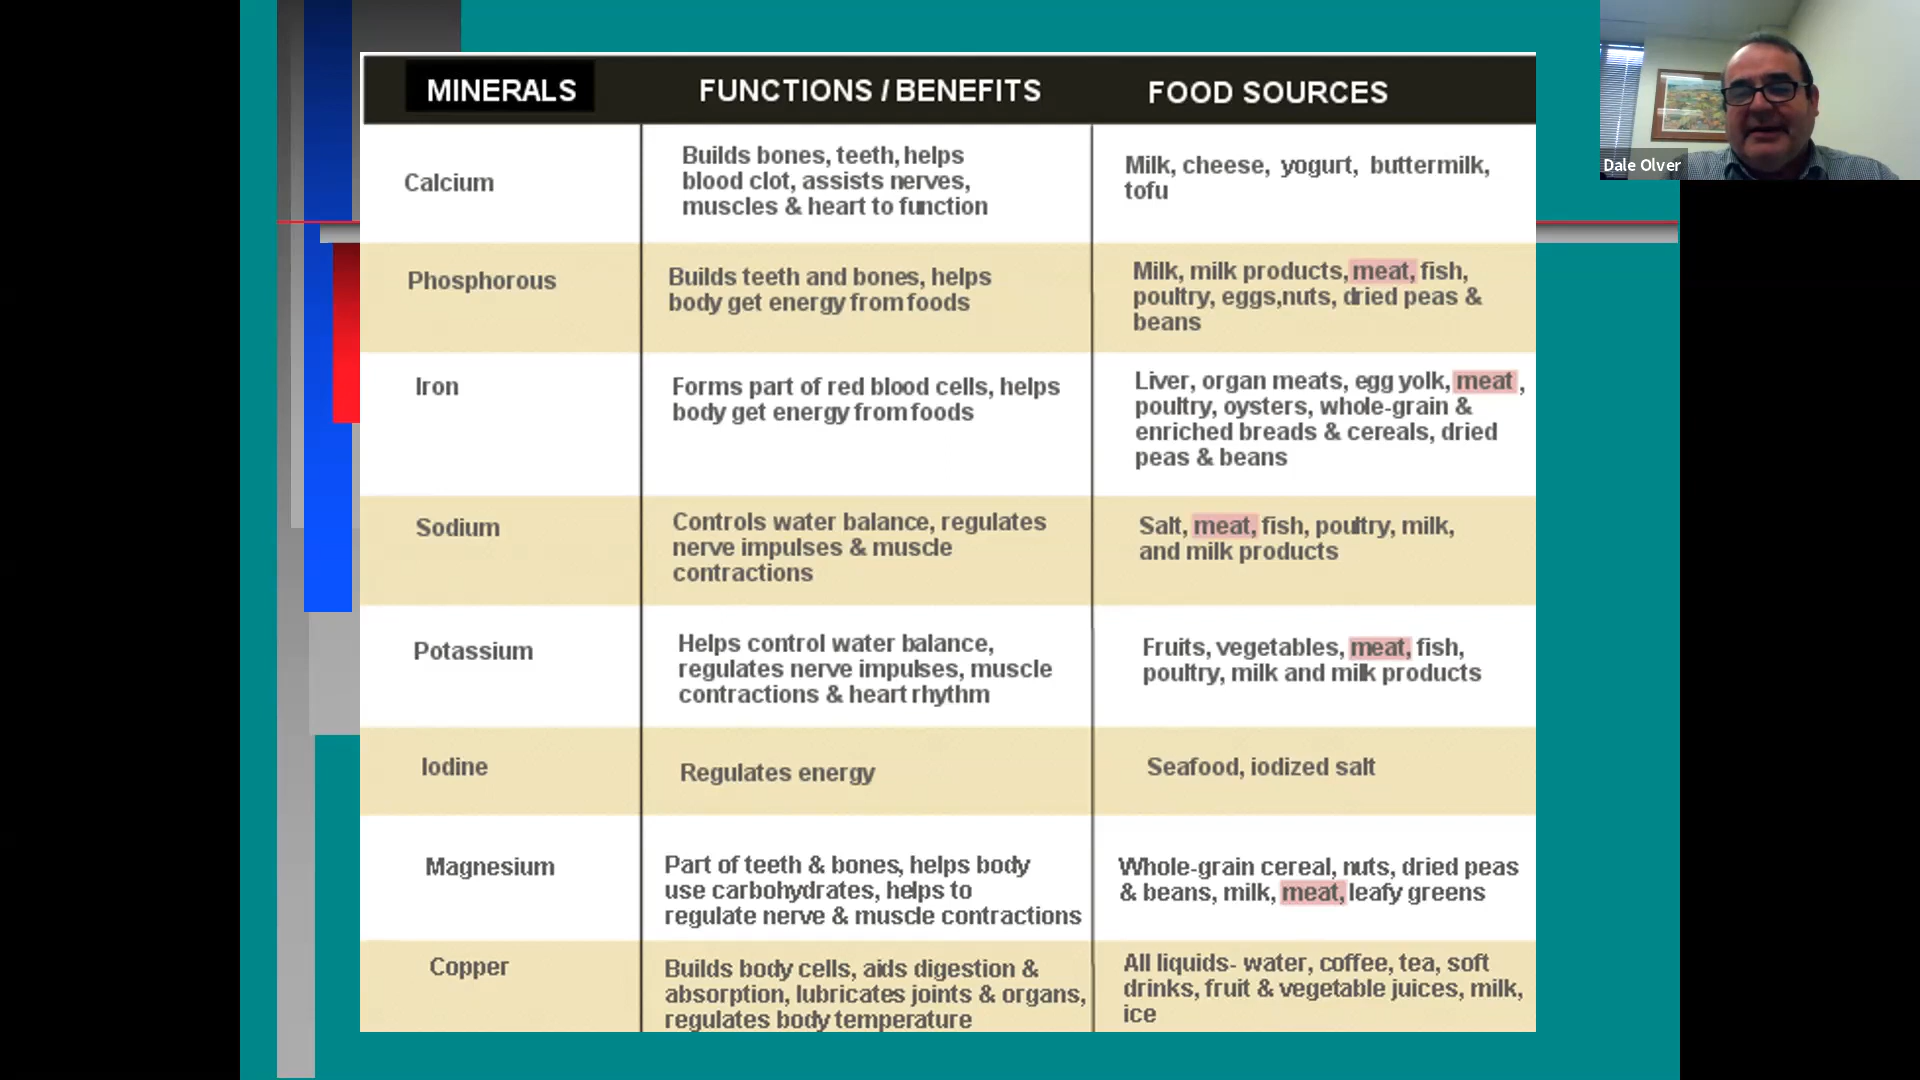 MINERALS FUNCTIONS / BENEFITS FOOD SOURCES
Dale Olver
Calcium
Builds bones, teeth, helps
blood clot, assists nerves,
muscles & heart to function
Milk, cheese, yogurt, buttermilk,
tofu
Phosphorous
Builds teeth and bones, helps
body get energy from foods
Milk, milk products, meat, fish,
poultry, eggs,nuts, dried peas &
beans
Iron
Forms part of red blood cells, helps
body get energy from foods
Liver, organ meats, egg yolk, meat ,
poultry, oysters, whole-grain &
enriched breads & cereals, dried
peas & beans
Sodium
Controls water balance, regulates
nerve impulses & muscle
contractions
Salt, meat, fish, poultry, milk,
and milk products
Potassium
Helps control water balance,
regulates nerve impulses, muscle
contractions & heart rhythm
Fruits, vegetables, meat, fish,
poultry, milk and milk products
Iodine
Regulates energy
Seafood, iodized salt
Magnesium
Part of teeth & bones, helps body
use carbohydrates, helps to
regulate nerve & muscle contractions
Whole-grain cereal, nuts, dried peas
& beans, milk, meat, leafy greens
Copper
Builds body cells, aids digestion &
absorption, lubricates joints & organs,
regulates body temperature
All liquids- water, coffee, tea, soft
drinks, fruit & vegetable juices, milk,
ice